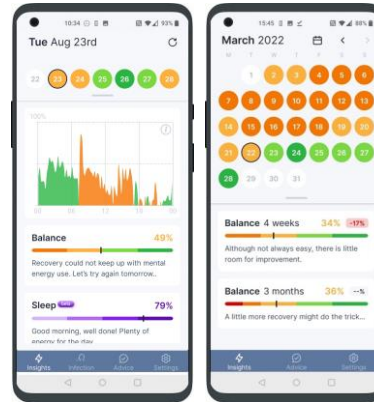 10:34
93%
Tue Aug 23rd
22 23 24 25 26 27 28
100%
00 06 12 18 00
Balance 49%
Recovery could not keep up with mental
energy use. Let's try again tomorrow..
Sleep 79%
Good morning, well done! Plenty of
energy for the day
Insights Infection Advice Settings
15:45
88%
March 2022
M T W T F S S
1 2 3 4 5 6
7 8 9 10 11 12 13
14 15 16 17 18 19 20
21 22 23 24 25 26 27
28 29 30 31
Balance 4 weeks 34% -17%
Although not always easy, there is little
room for improvement.
Balance 3 months 36% --%
A little more recovery might do the trick...
Insights Advice Settings